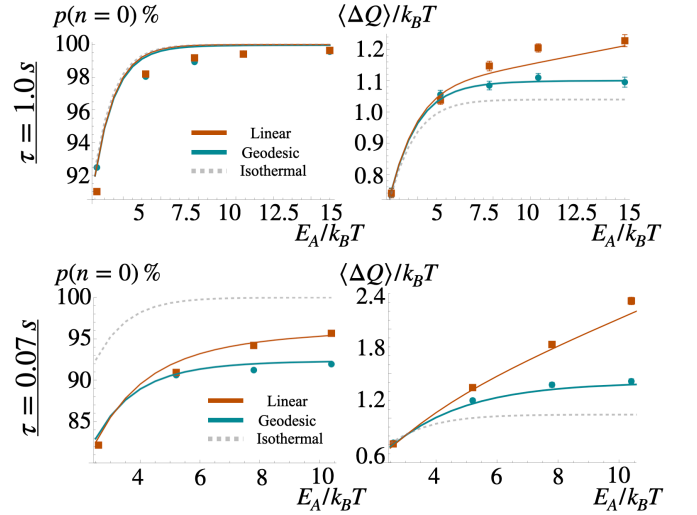 p(n = 0) %
⟨ΔQ⟩/k_BT
τ = 1.0 s
100
98
96
94
92
Linear
Geodesic
Isothermal
5
7.5
10
12.5
15
E_A/k_BT
1.2
1.1
1.0
0.9
0.8
5
7.5
10
12.5
15
E_A/k_BT
p(n = 0) %
⟨ΔQ⟩/k_BT
τ = 0.07 s
100
95
90
85
Linear
Geodesic
Isothermal
4
6
8
10
E_A/k_BT
2.4
1.8
1.2
0.6
4
6
8
10
E_A/k_BT